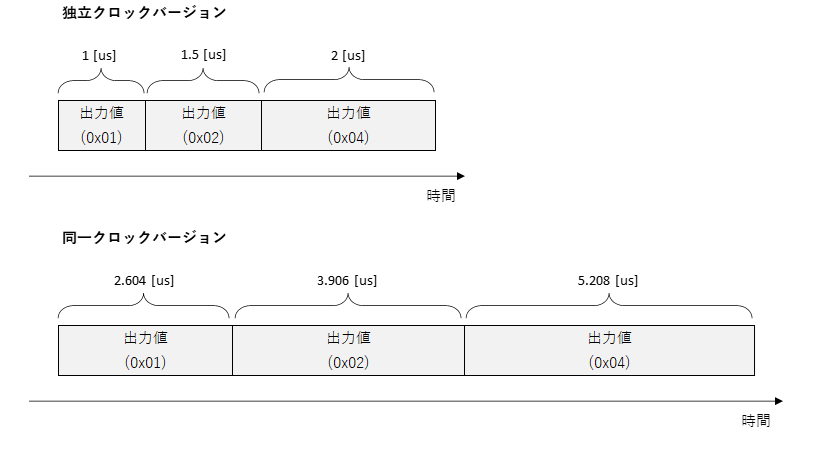 独立クロックバージョン
1 [us]
1.5 [us]
2 [us]
出力値
（0x01）
出力値
（0x02）
出力値
（0x04）
時間
同一クロックバージョン
2.604 [us]
3.906 [us]
5.208 [us]
出力値
（0x01）
出力値
（0x02）
出力値
（0x04）
時間